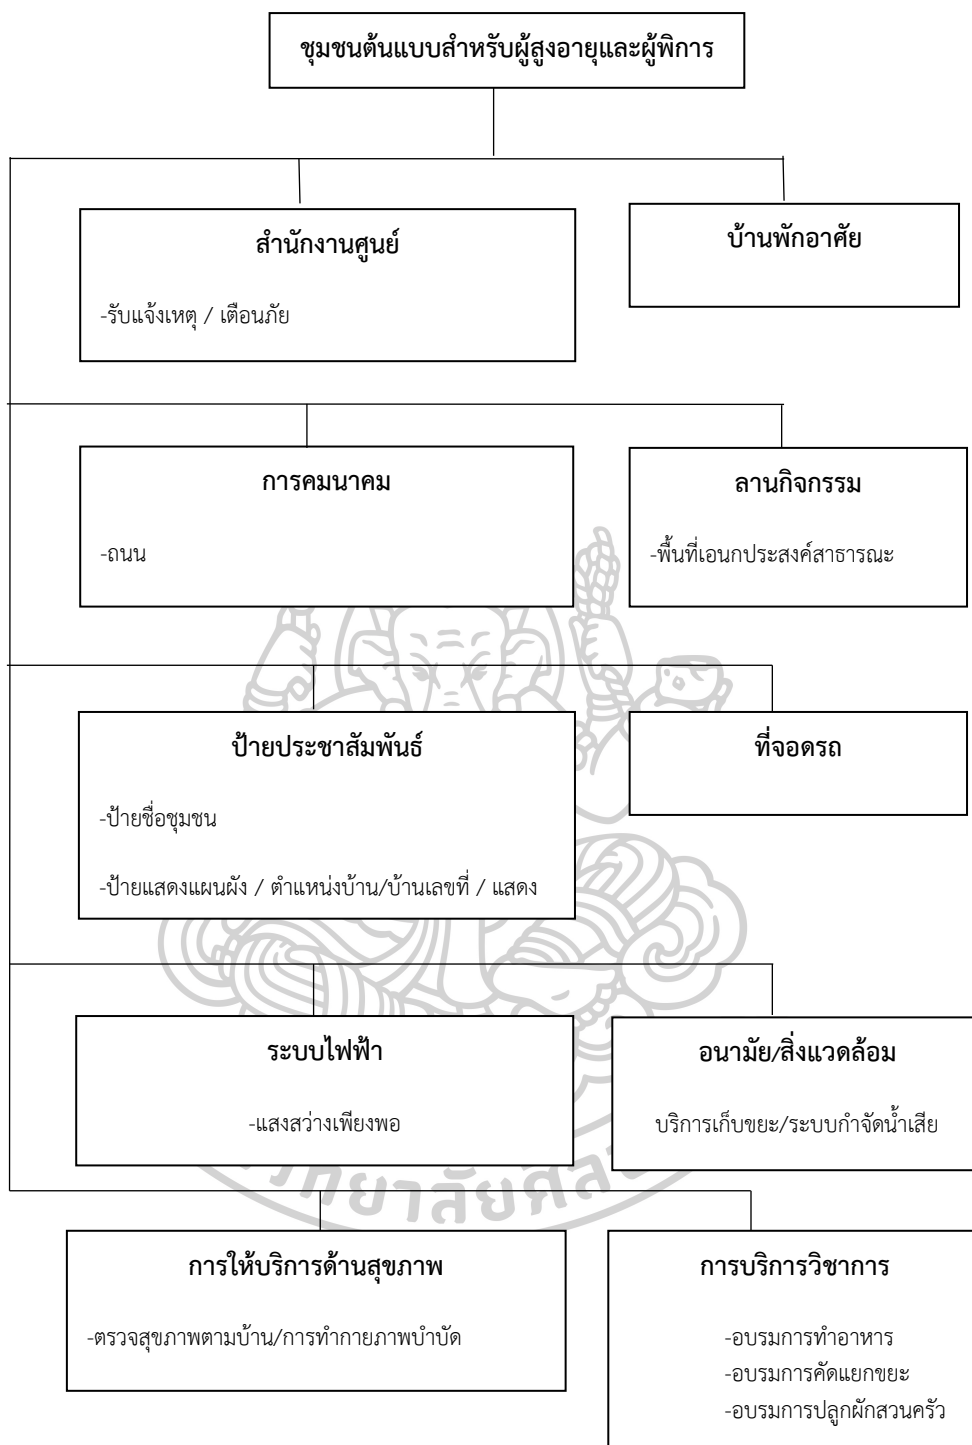 ชุมชนต้นแบบสำหรับผู้สูงอายุและผู้พิการ
สำนักงานศูนย์
-รับแจ้งเหตุ / เตือนภัย
บ้านพักอาศัย
การคมนาคม
-ถนน
ลานกิจกรรม
-พื้นที่เอนกประสงค์สาธารณะ
ป้ายประชาสัมพันธ์
-ป้ายชื่อชุมชน
-ป้ายแสดงแผนผัง / ตำแหน่งบ้าน/บ้านเลขที่ / แสดง
ที่จอดรถ
ระบบไฟฟ้า
-แสงสว่างเพียงพอ
อนามัย/สิ่งแวดล้อม
บริการเก็บขยะ/ระบบกำจัดน้ำเสีย
การให้บริการด้านสุขภาพ
-ตรวจสุขภาพตามบ้าน/การทำกายภาพบำบัด
การบริการวิชาการ
-อบรมการทำอาหาร
-อบรมการคัดแยกขยะ
-อบรมการปลูกผักสวนครัว